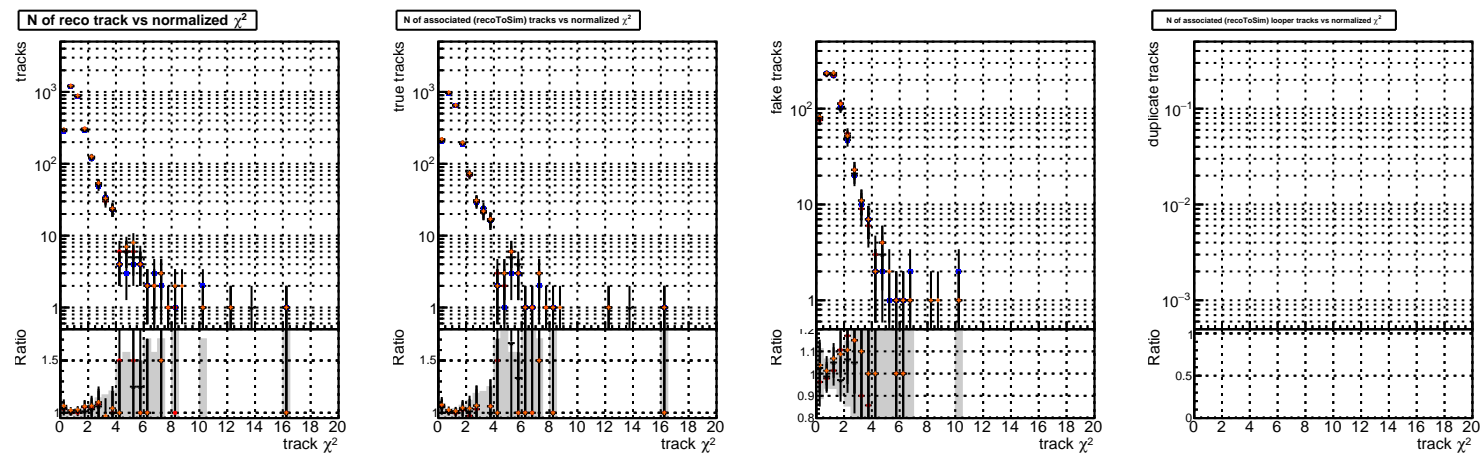 N of reco track vs normalized χ²
N of associated (recoToSim) tracks vs normalized χ²
N of associated (recoToSim) looper tracks vs normalized χ²
tracks
10³
10²
10
1
Ratio
1.5
1
0 2 4 6 8 10 12 14 16 18 20
track χ²
true tracks
10³
10²
10
1
Ratio
1.5
1
0 2 4 6 8 10 12 14 16 18 20
track χ²
fake tracks
10²
10
1
Ratio
1.2
1.1
1
0.9
0.8
0 2 4 6 8 10 12 14 16 18 20
track χ²
duplicate tracks
10⁻¹
10⁻²
10⁻³
Ratio
1
0.5
0
0 2 4 6 8 10 12 14 16 18 20
track χ²